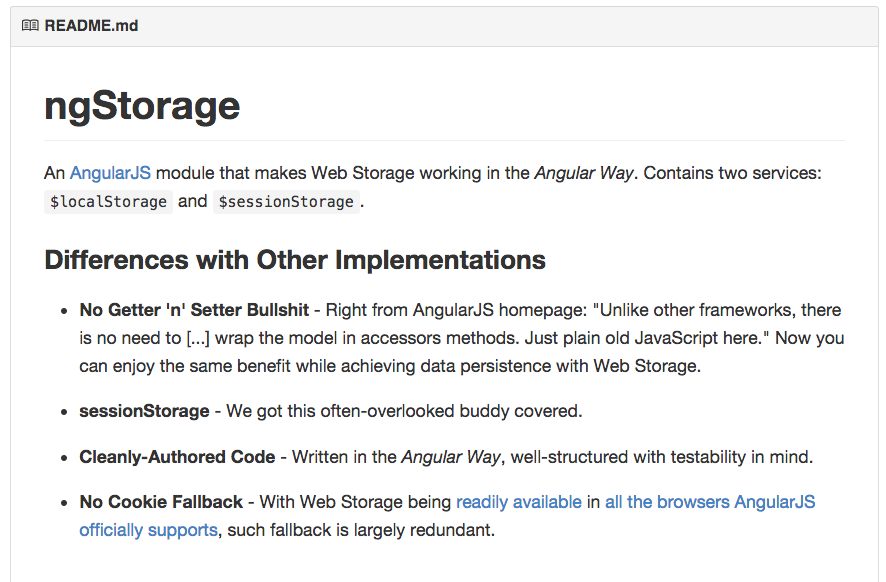 README.md
ngStorage
An AngularJS module that makes Web Storage working in the Angular Way. Contains two services:
$localStorage and $sessionStorage.
Differences with Other Implementations
• No Getter 'n' Setter Bullshit - Right from AngularJS homepage: "Unlike other frameworks, there
is no need to [...] wrap the model in accessors methods. Just plain old JavaScript here." Now you
can enjoy the same benefit while achieving data persistence with Web Storage.
• sessionStorage - We got this often-overlooked buddy covered.
• Cleanly-Authored Code - Written in the Angular Way, well-structured with testability in mind.
• No Cookie Fallback - With Web Storage being readily available in all the browsers AngularJS
officially supports, such fallback is largely redundant.